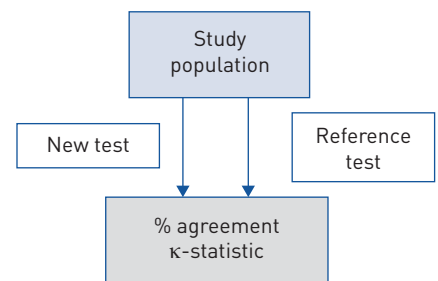 Study
population
New test
Reference
test
% agreement
κ-statistic